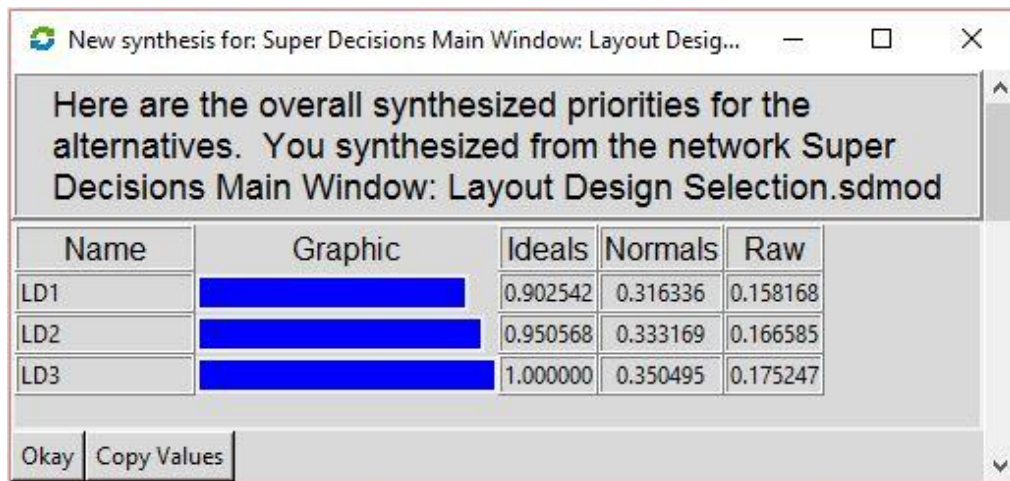 New synthesis for: Super Decisions Main Window: Layout Desig...
Here are the overall synthesized priorities for the
alternatives. You synthesized from the network Super
Decisions Main Window: Layout Design Selection.sdmod
Name Graphic Ideals Normals Raw
LD1 0.902542 0.316336 0.158168
LD2 0.950568 0.333169 0.166585
LD3 1.000000 0.350495 0.175247
Okay Copy Values